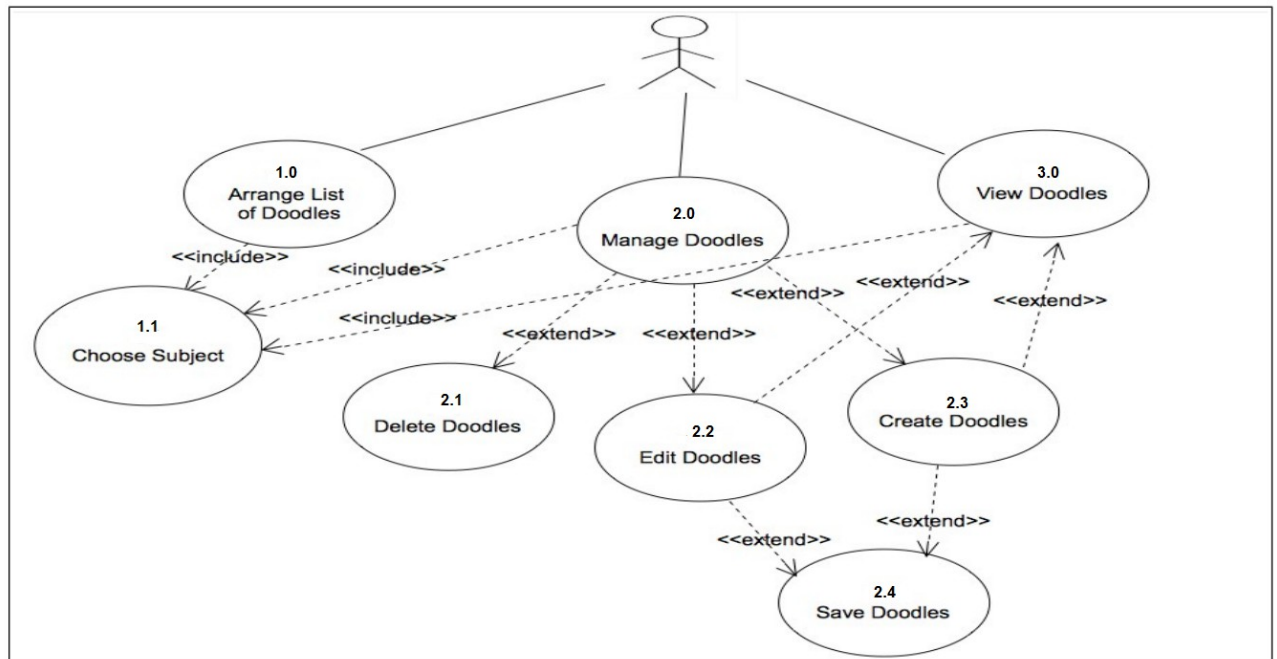 1.0
Arrange List
of Doodles
2.0
Manage Doodles
3.0
View Doodles
<<include>>
<<include>>
<<include>>
<<extend>>
<<extend>>
<<extend>>
<<extend>>
<<extend>>
1.1
Choose Subject
2.1
Delete Doodles
2.2
Edit Doodles
2.3
Create Doodles
<<extend>>
<<extend>>
2.4
Save Doodles